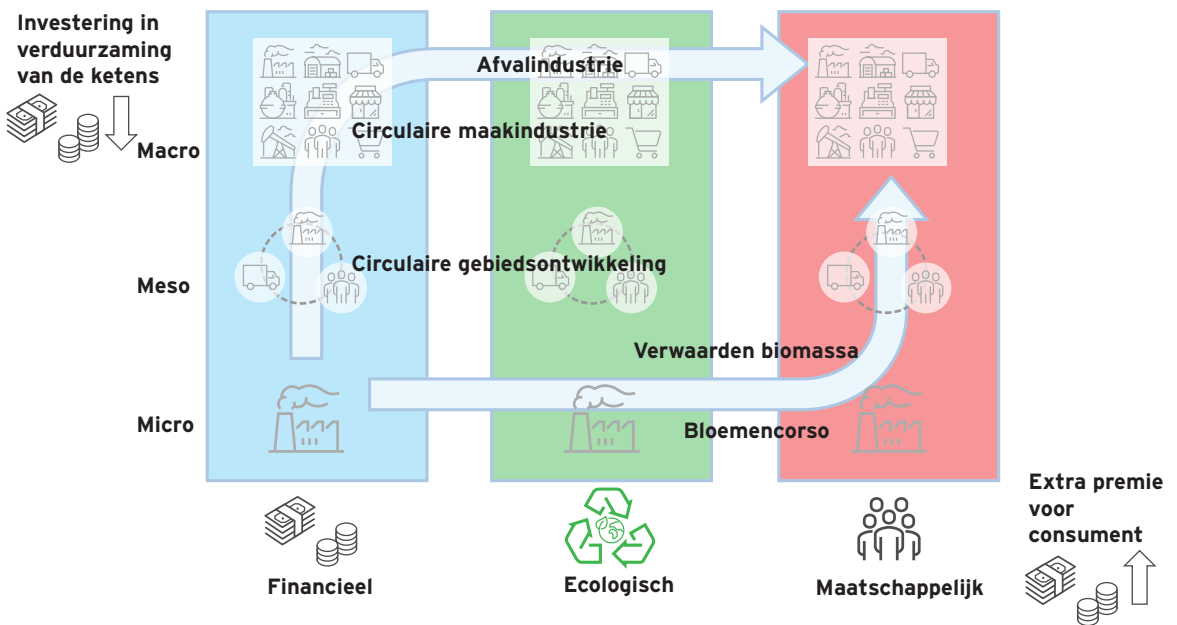 Investering in
verduurzaming
van de ketens
Afvalindustrie
Circulaire maakindustrie
Macro
Circulaire gebiedsontwikkeling
Meso
Verwaarden biomassa
Micro
Bloemencorso
Extra premie
voor
consument
Financieel
Ecologisch
Maatschappelijk